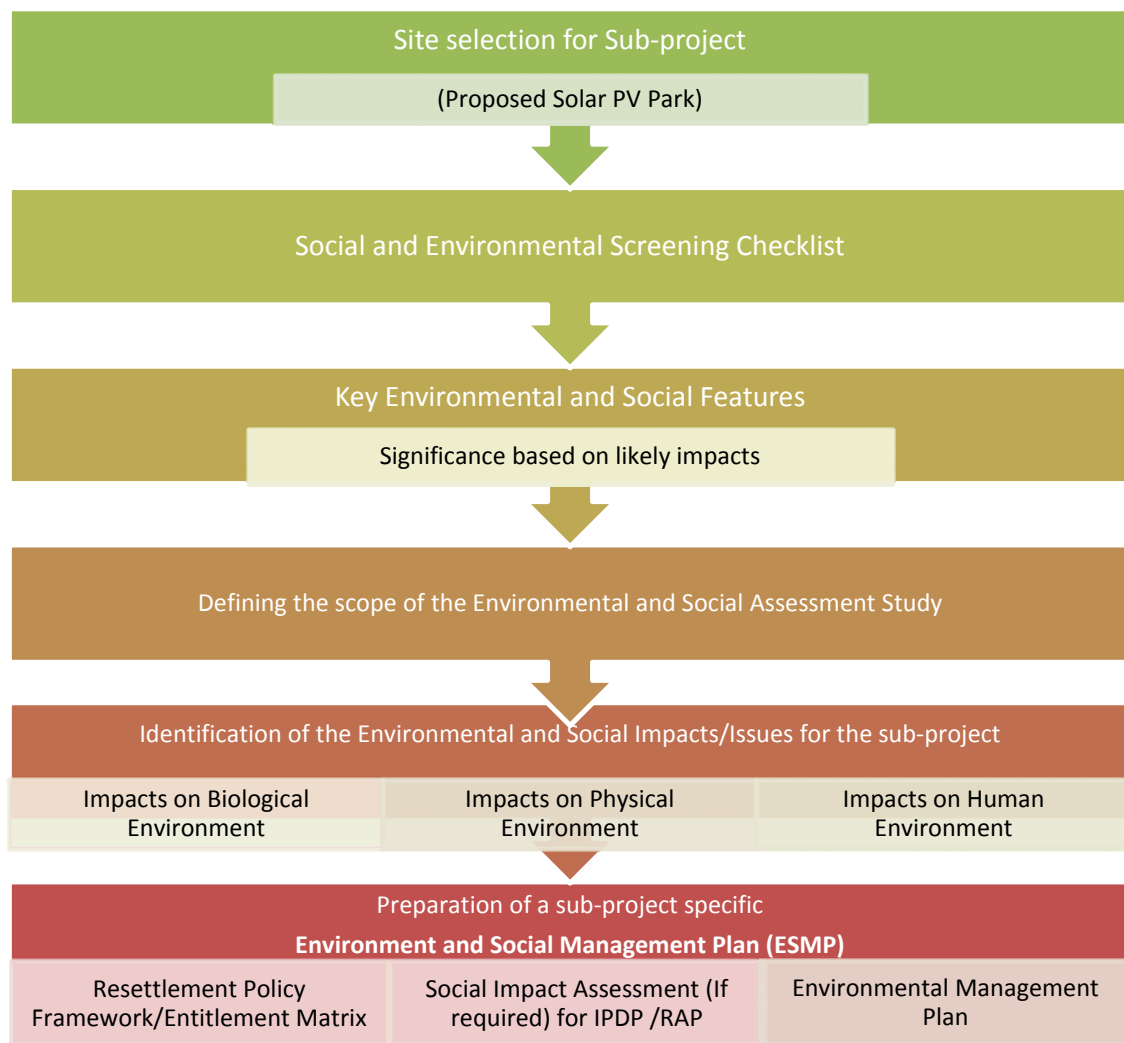 Site selection for Sub-project
(Proposed Solar PV Park)
Social and Environmental Screening Checklist
Key Environmental and Social Features
Significance based on likely impacts
Defining the scope of the Environmental and Social Assessment Study
Identification of the Environmental and Social Impacts/Issues for the sub-project
Impacts on Biological
Environment
Impacts on Physical
Environment
Impacts on Human
Environment
Preparation of a sub-project specific
Environment and Social Management Plan (ESMP)
Resettlement Policy
Framework/Entitlement Matrix
Social Impact Assessment (If
required) for IPDP /RAP
Environmental Management
Plan